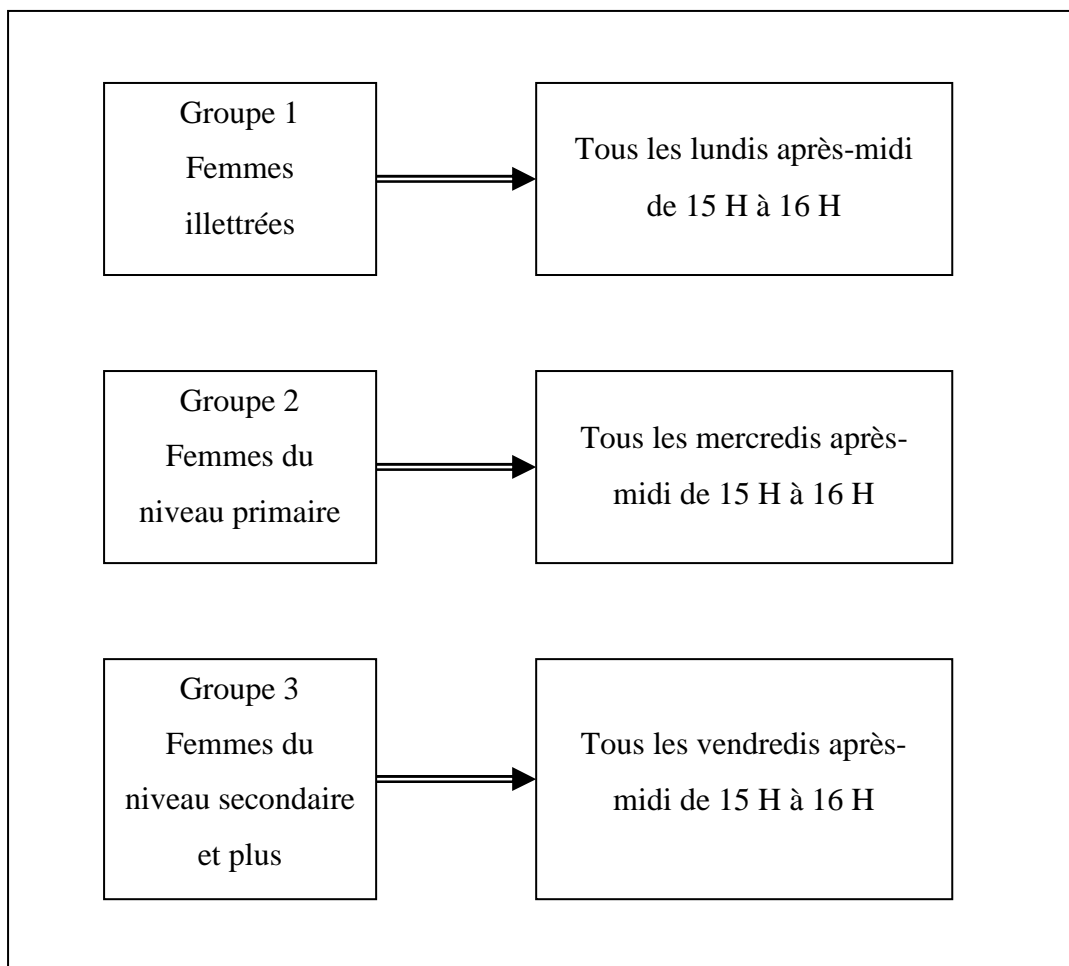 Groupe 1
Femmes
illettrées
Tous les lundis après-midi
de 15 H à 16 H
Groupe 2
Femmes du
niveau primaire
Tous les mercredis après-
midi de 15 H à 16 H
Groupe 3
Femmes du
niveau secondaire
et plus
Tous les vendredis après-
midi de 15 H à 16 H